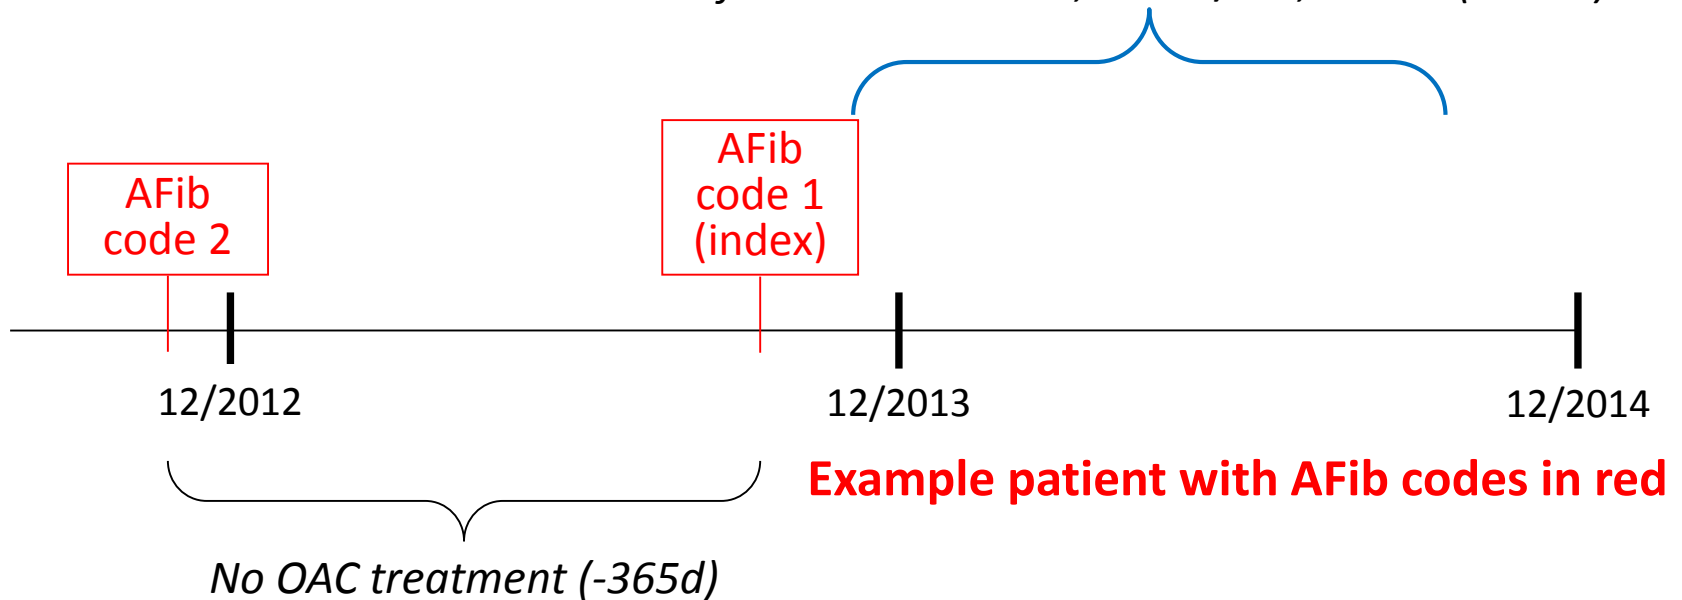 AFib
code 1
(index)
AFib
code 2
12/2012
12/2013
12/2014
Example patient with AFib codes in red
No OAC treatment (-365d)